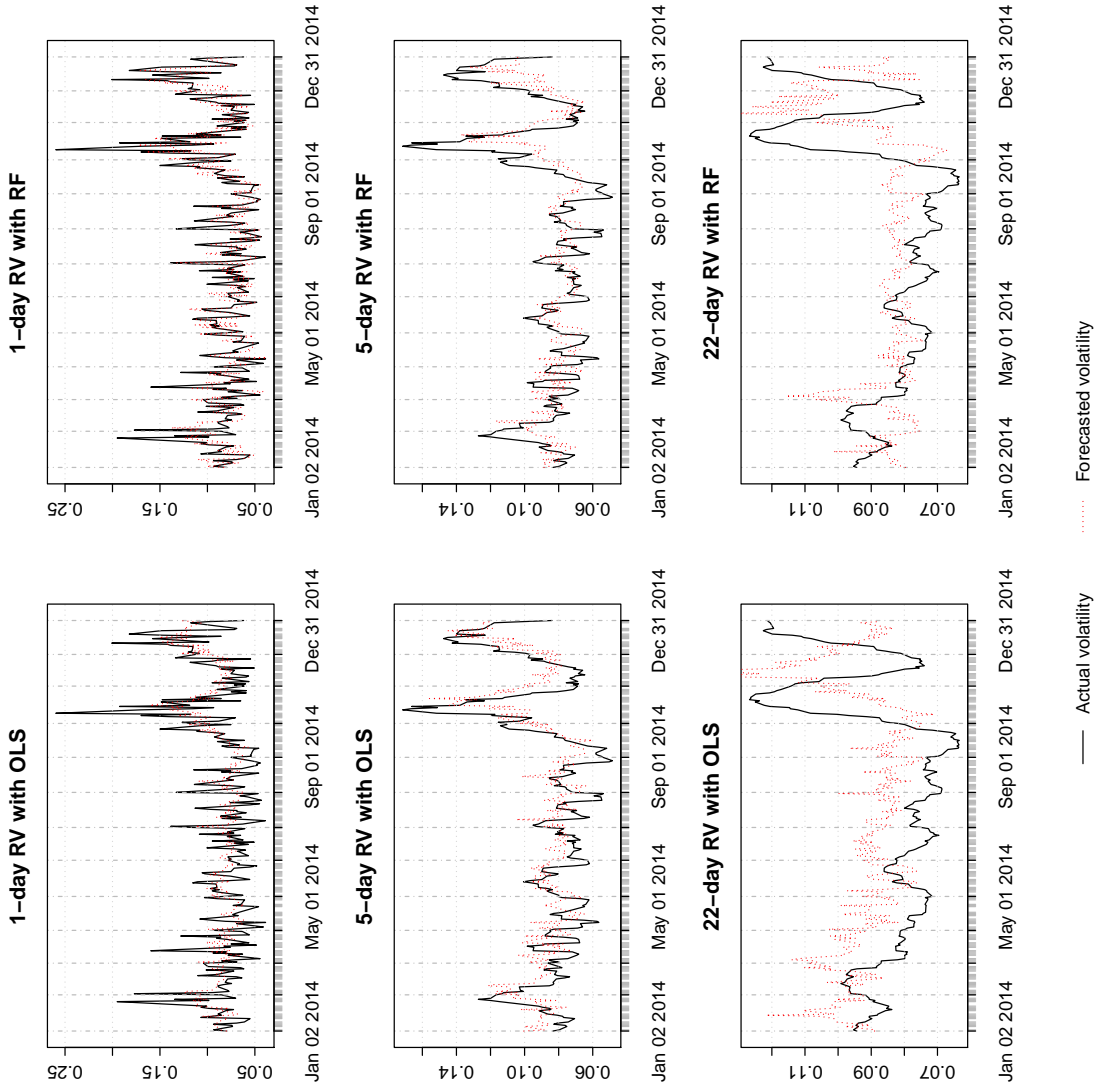 1−day RV with OLS
0.25
0.15
0.05
Jan 02 2014
May 01 2014
Sep 01 2014
Dec 31 2014
1−day RV with RF
0.25
0.15
0.05
Jan 02 2014
May 01 2014
Sep 01 2014
Dec 31 2014
5−day RV with OLS
0.14
0.10
0.06
Jan 02 2014
May 01 2014
Sep 01 2014
Dec 31 2014
5−day RV with RF
0.14
0.10
0.06
Jan 02 2014
May 01 2014
Sep 01 2014
Dec 31 2014
22−day RV with OLS
0.11
0.09
0.07
Jan 02 2014
May 01 2014
Sep 01 2014
Dec 31 2014
22−day RV with RF
0.11
0.09
0.07
Jan 02 2014
May 01 2014
Sep 01 2014
Dec 31 2014
Actual volatility
Forecasted volatility